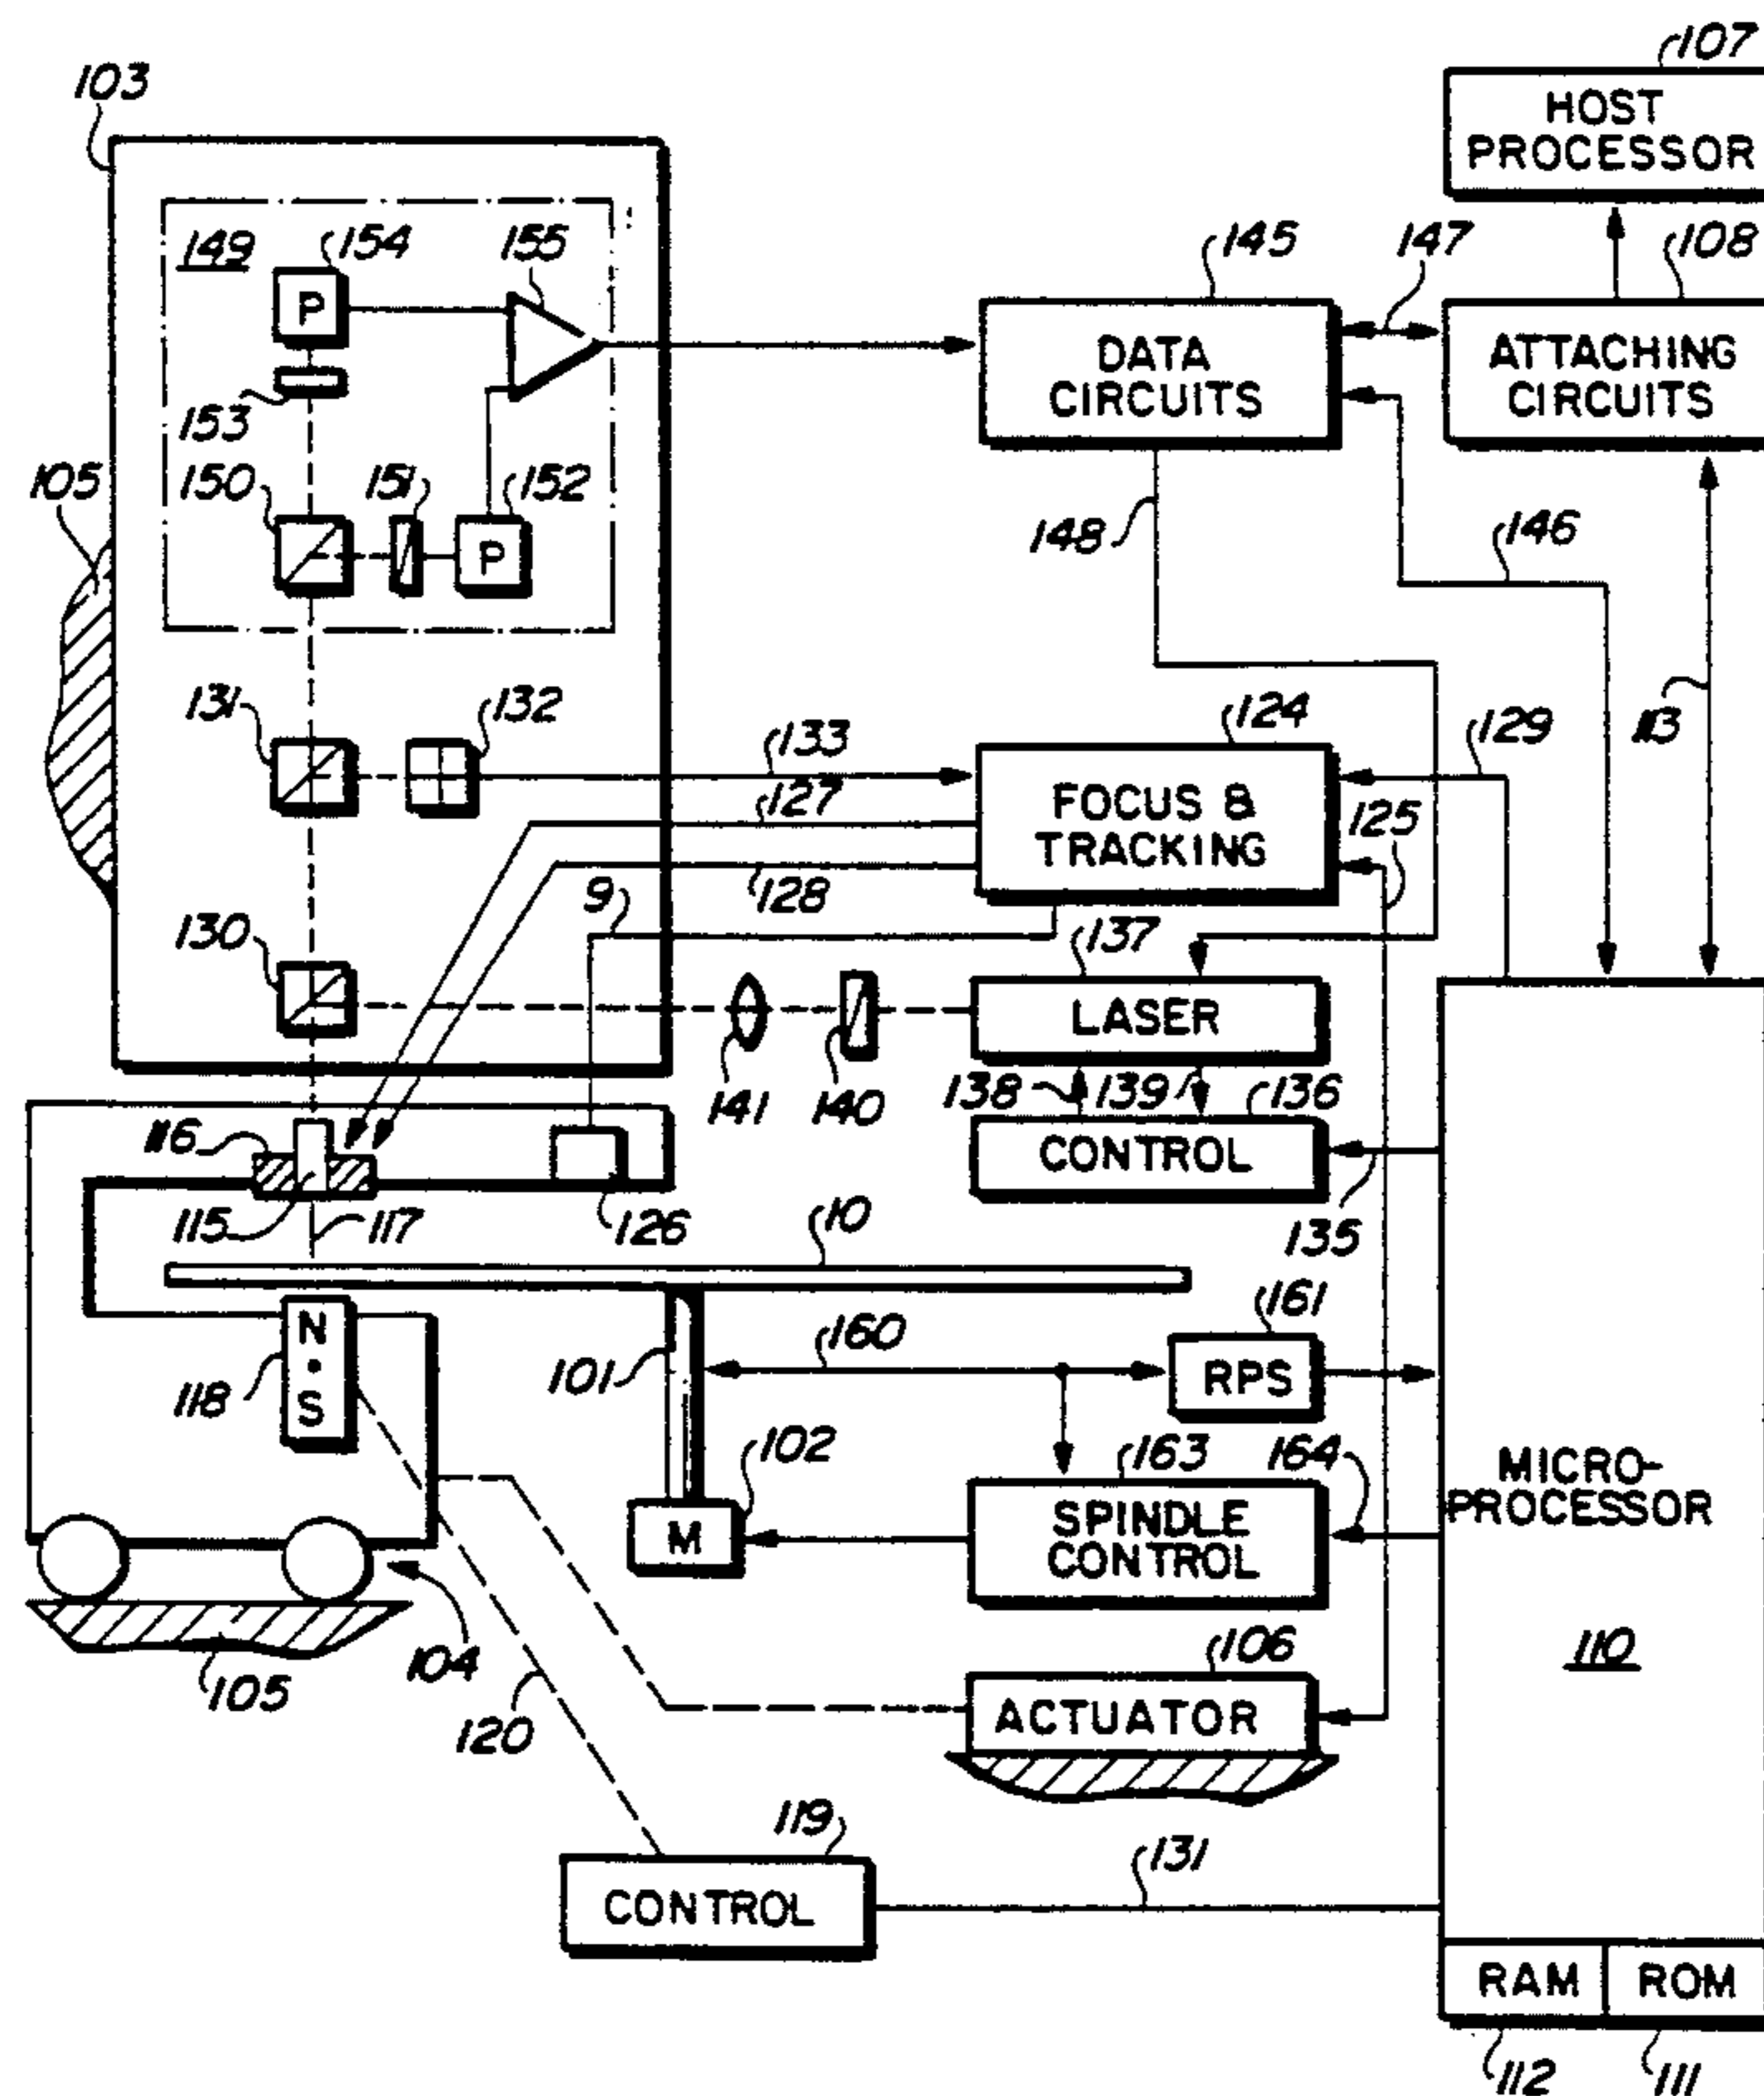 107
HOST
PROCESSOR
103
149
154
155
145
147
108
P
DATA
CIRCUITS
ATTACHING
CIRCUITS
153
105
150
151
152
P
148
146
131
132
133
124
129
113
127
FOCUS &
TRACKING
125
128
9
130
137
LASER
141
140
138
139
136
116
CONTROL
115
117
126
10
135
161
N
S
118
101
160
RPS
102
163
164
MICRO-
PROCESSOR
M
SPINDLE
CONTROL
110
104
105
106
120
ACTUATOR
119
131
CONTROL
RAM
ROM
112
111